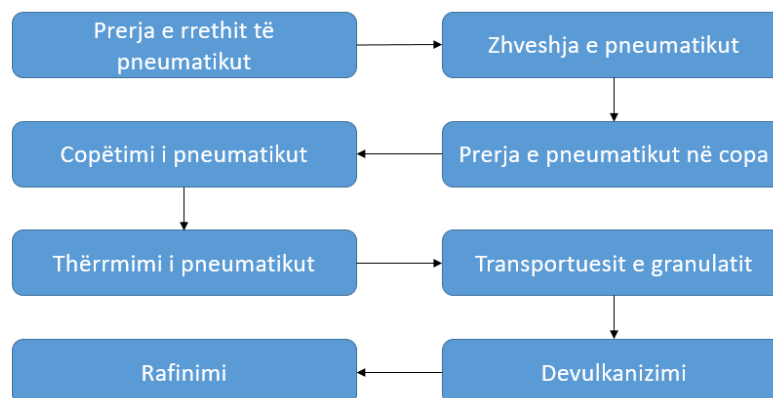 Prerja e rrethit të
pneumatikut
Zhveshja e pneumatikut
Copëtimi i pneumatikut
Prerja e pneumatikut në copa
Thërrmimi i pneumatikut
Transportuesit e granulatit
Rafinimi
Devulkanizimi